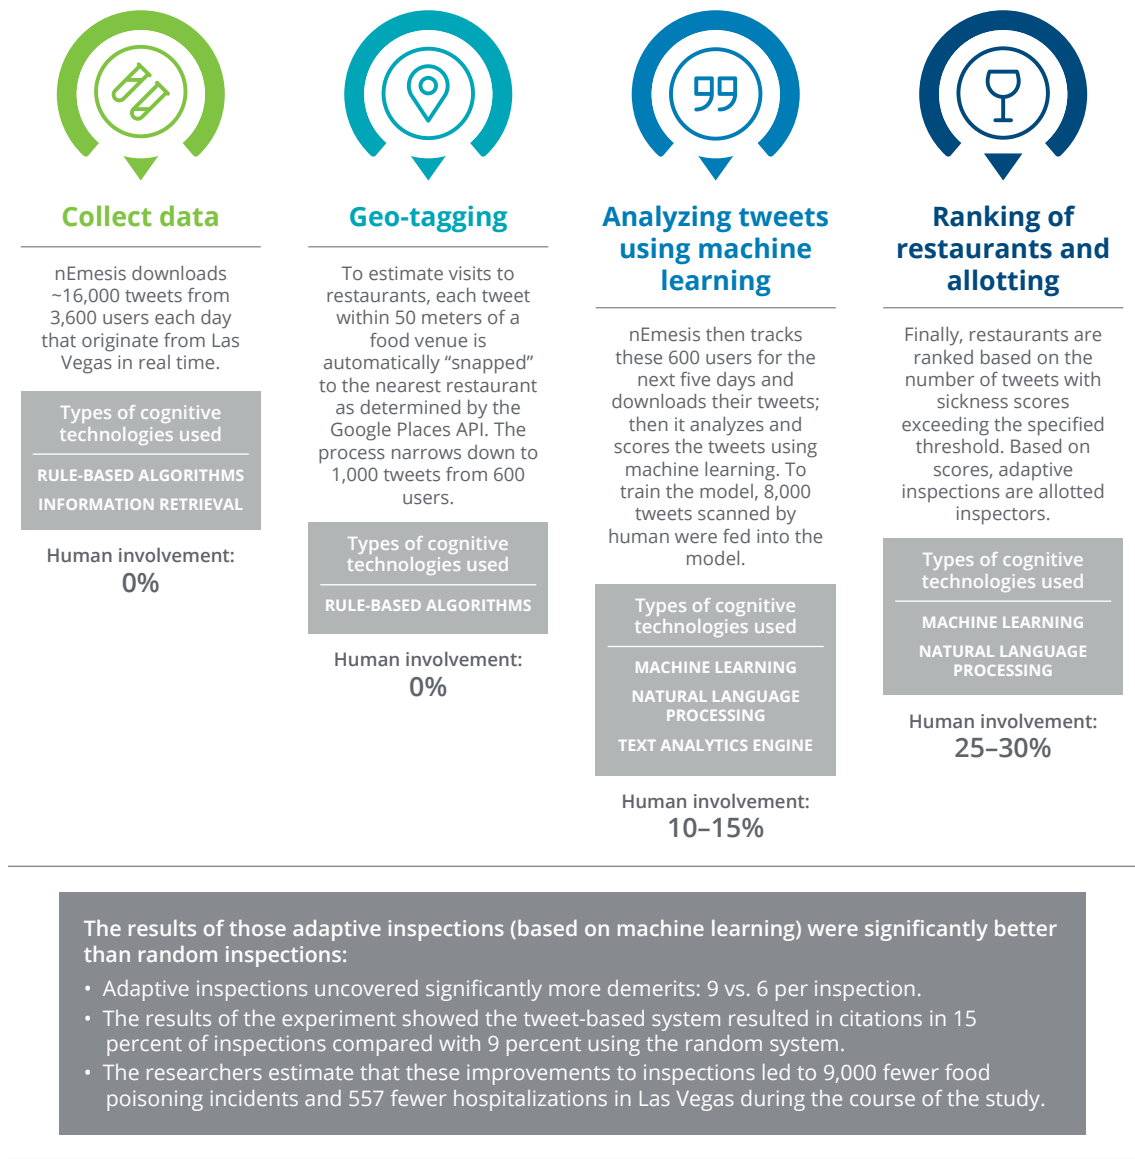 Collect data
nEmesis downloads
~16,000 tweets from
3,600 users each day
that originate from Las
Vegas in real time.
Types of cognitive
technologies used
RULE-BASED ALGORITHMS
INFORMATION RETRIEVAL
Human involvement:
0%
Geo-tagging
To estimate visits to
restaurants, each tweet
within 50 meters of a
food venue is
automatically “snapped”
to the nearest restaurant
as determined by the
Google Places API. The
process narrows down to
1,000 tweets from 600
users.
Types of cognitive
technologies used
RULE-BASED ALGORITHMS
Human involvement:
0%
Analyzing tweets
using machine
learning
nEmesis then tracks
these 600 users for the
next five days and
downloads their tweets;
then it analyzes and
scores the tweets using
machine learning. To
train the model, 8,000
tweets scanned by
human were fed into the
model.
Types of cognitive
technologies used
MACHINE LEARNING
NATURAL LANGUAGE
PROCESSING
TEXT ANALYTICS ENGINE
Human involvement:
10–15%
Ranking of
restaurants and
allotting
Finally, restaurants are
ranked based on the
number of tweets with
sickness scores
exceeding the specified
threshold. Based on
scores, adaptive
inspections are allotted
inspectors.
Types of cognitive
technologies used
MACHINE LEARNING
NATURAL LANGUAGE
PROCESSING
Human involvement:
25–30%
The results of those adaptive inspections (based on machine learning) were significantly better
than random inspections:
• Adaptive inspections uncovered significantly more demerits: 9 vs. 6 per inspection.
• The results of the experiment showed the tweet-based system resulted in citations in 15
percent of inspections compared with 9 percent using the random system.
• The researchers estimate that these improvements to inspections led to 9,000 fewer food
poisoning incidents and 557 fewer hospitalizations in Las Vegas during the course of the study.